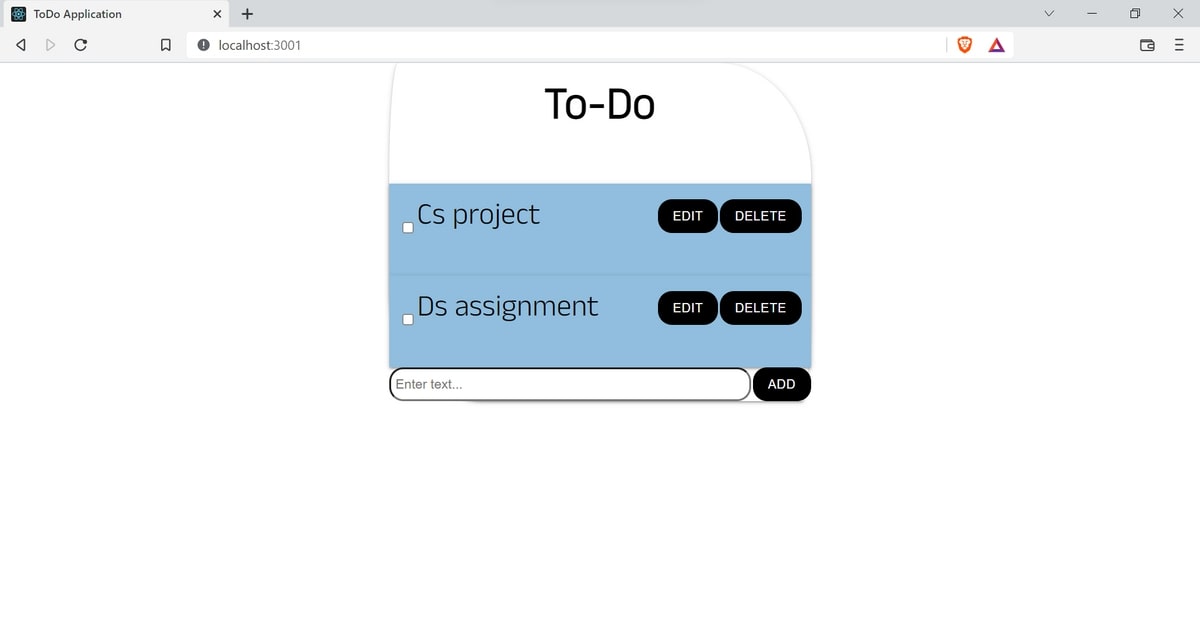 ToDo Application
localhost:3001
To-Do
Cs project EDIT DELETE
Ds assignment EDIT DELETE
Enter text... ADD